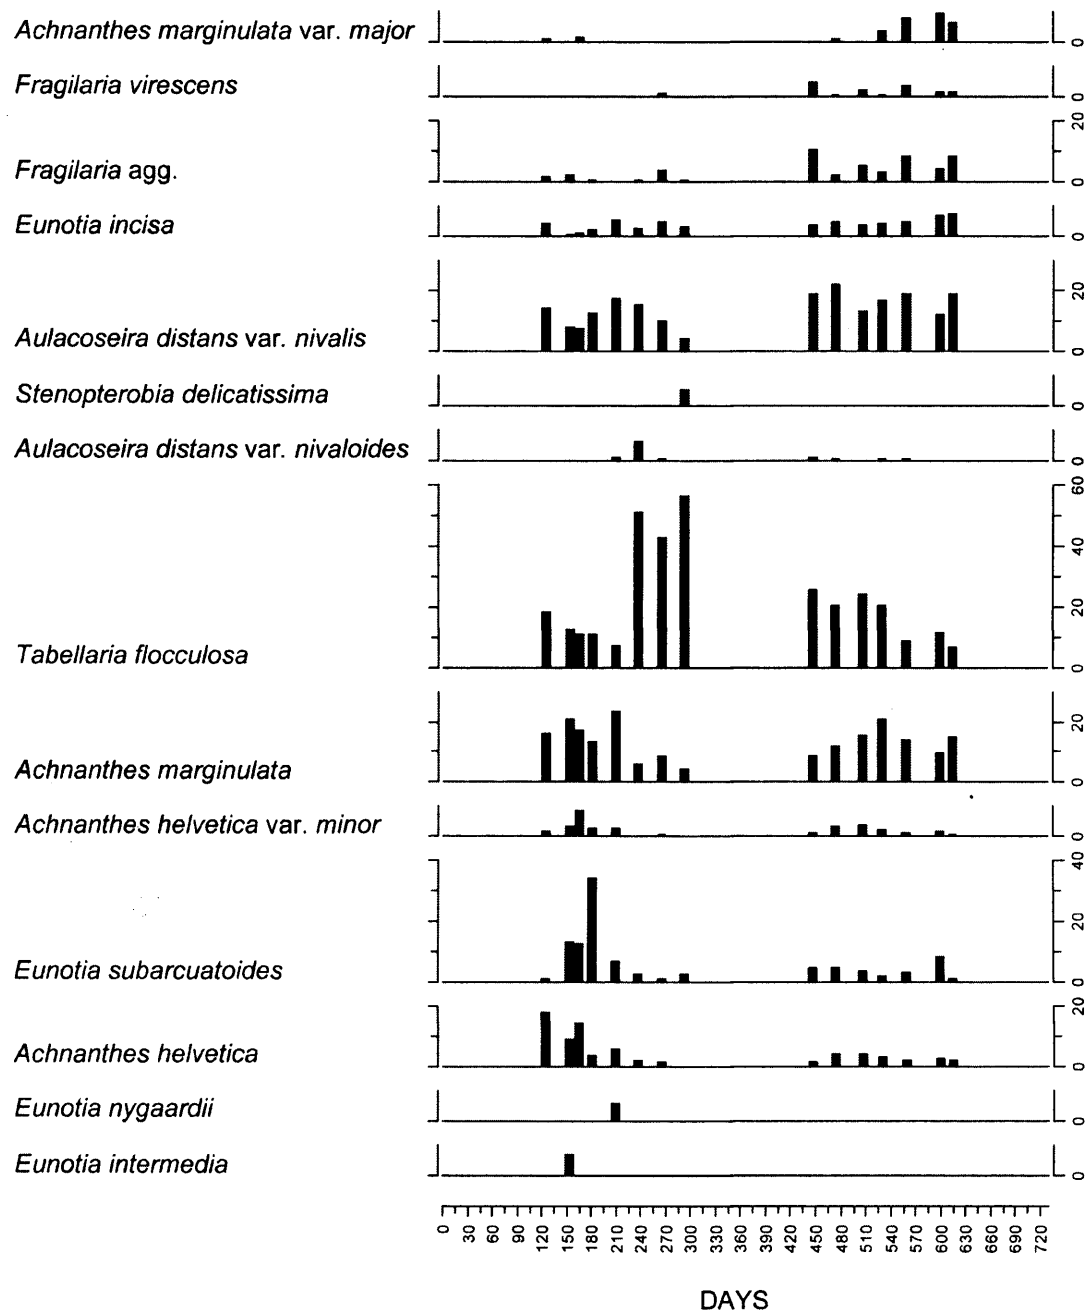 Achnanthes marginulata var. major
0
Fragilaria virescens
0
20
Fragilaria agg.
0
Eunotia incisa
0
20
Aulacoseira distans var. nivalis
0
Stenopterobia delicatissima
0
Aulacoseira distans var. nivaloides
0
60
40
20
Tabellaria flocculosa
0
20
Achnanthes marginulata
0
Achnanthes helvetica var. minor
0
40
20
Eunotia subarcuatoides
0
20
Achnanthes helvetica
0
Eunotia nygaardii
0
Eunotia intermedia
0
0 30 60 90 120 150 180 210 240 270 300 330 360 390 420 450 480 510 540 570 600 630 660 690 720
DAYS